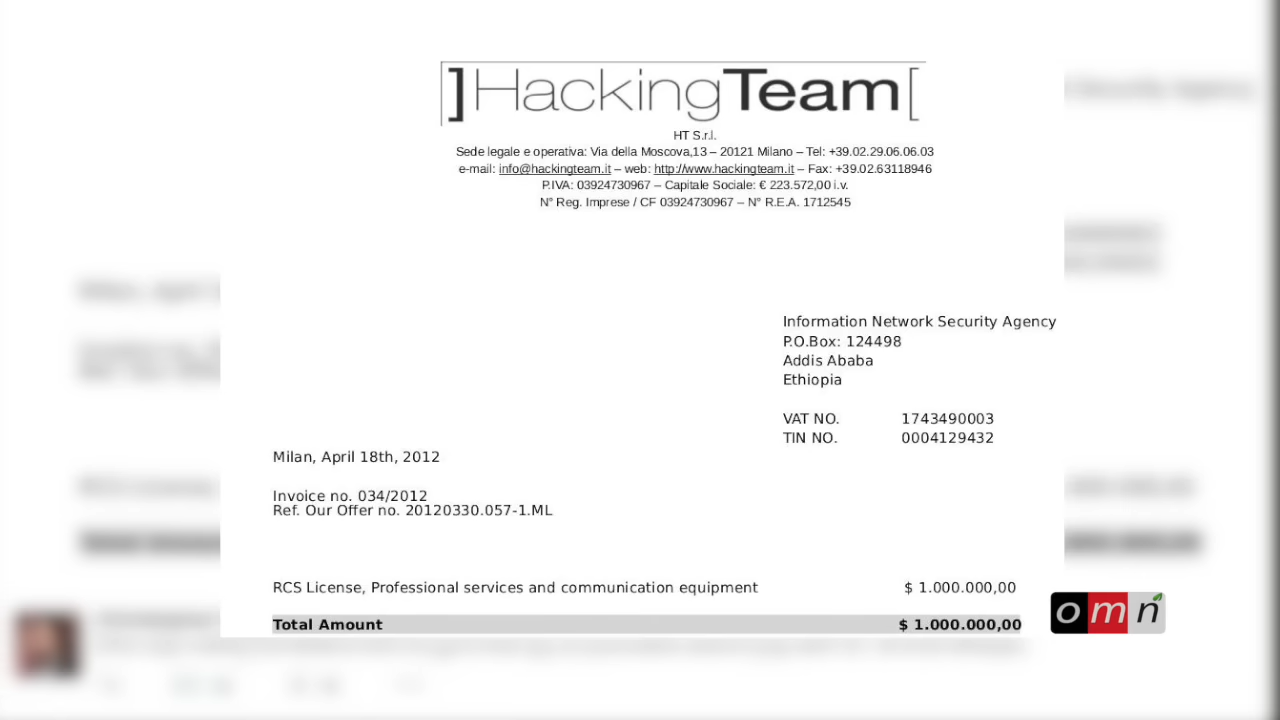 ]HackingTeam[
HT S.r.l.
Sede legale e operativa: Via della Moscova,13 – 20121 Milano – Tel: +39.02.29.06.06.03
e-mail: info@hackingteam.it – web: http://www.hackingteam.it – Fax: +39.02.63118946
P.IVA: 03924730967 – Capitale Sociale: € 223.572,00 i.v.
N° Reg. Imprese / CF 03924730967 – N° R.E.A. 1712545
Information Network Security Agency
P.O.Box: 124498
Addis Ababa
Ethiopia
VAT NO. 1743490003
TIN NO. 0004129432
Milan, April 18th, 2012
Invoice no. 034/2012
Ref. Our Offer no. 20120330.057-1.ML
RCS License, Professional services and communication equipment $ 1.000.000,00
Total Amount $ 1.000.000,00
omn